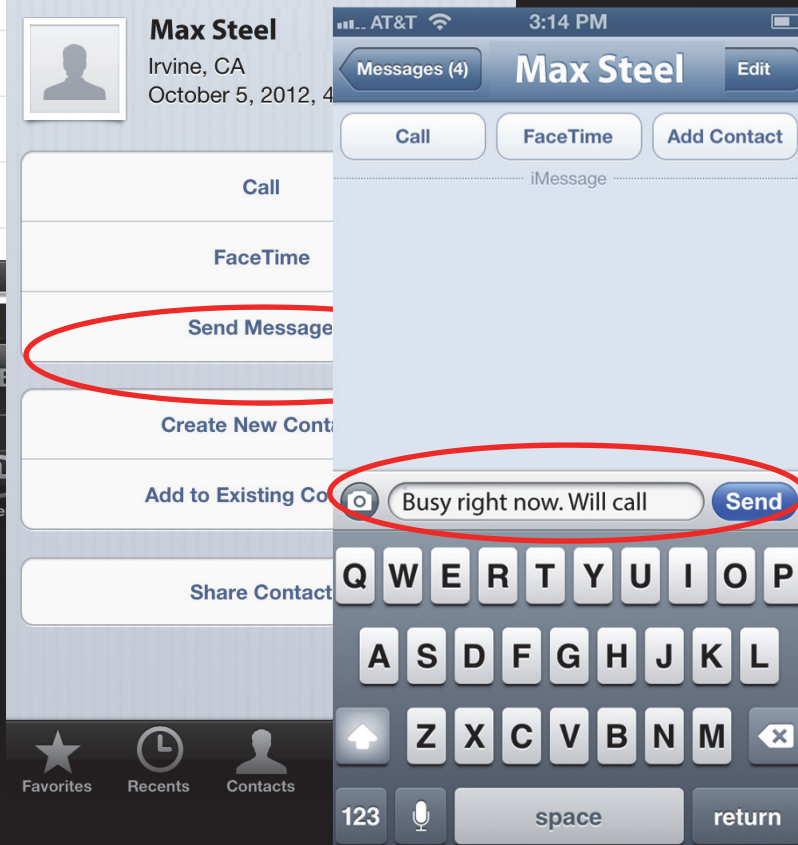 Max Steel
Irvine, CA
October 5, 2012, 4
Call
FaceTime
Send Message
Create New Conta
Add to Existing Co
Share Contact
Favorites
Recents
Contacts
AT&T
3:14 PM
Messages (4)
Max Steel
Edit
Call
FaceTime
Add Contact
iMessage
Busy right now. Will call
Send
Q W E R T Y U I O P
A S D F G H J K L
Z X C V B N M
123
space
return